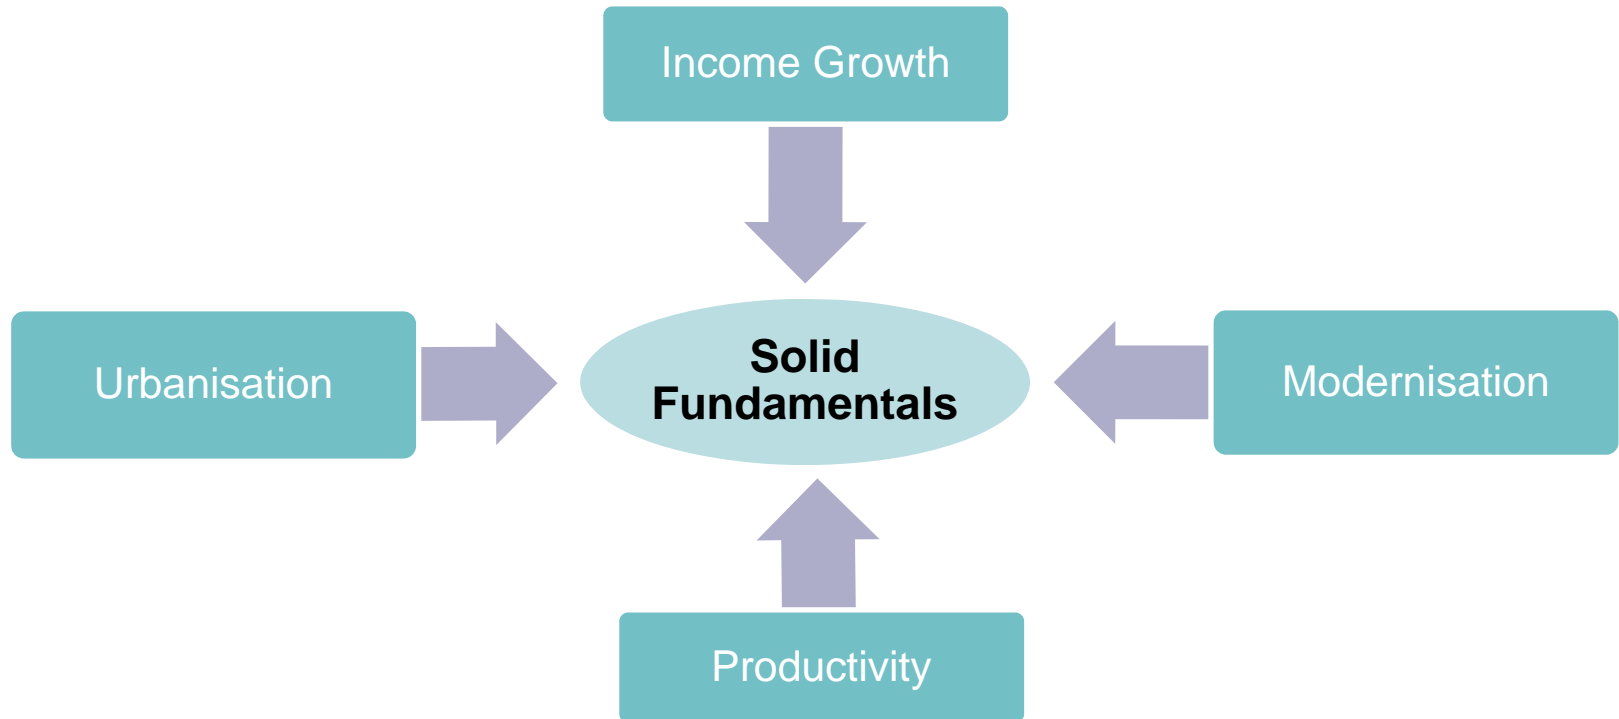 Income Growth
Urbanisation
Solid
Fundamentals
Modernisation
Productivity